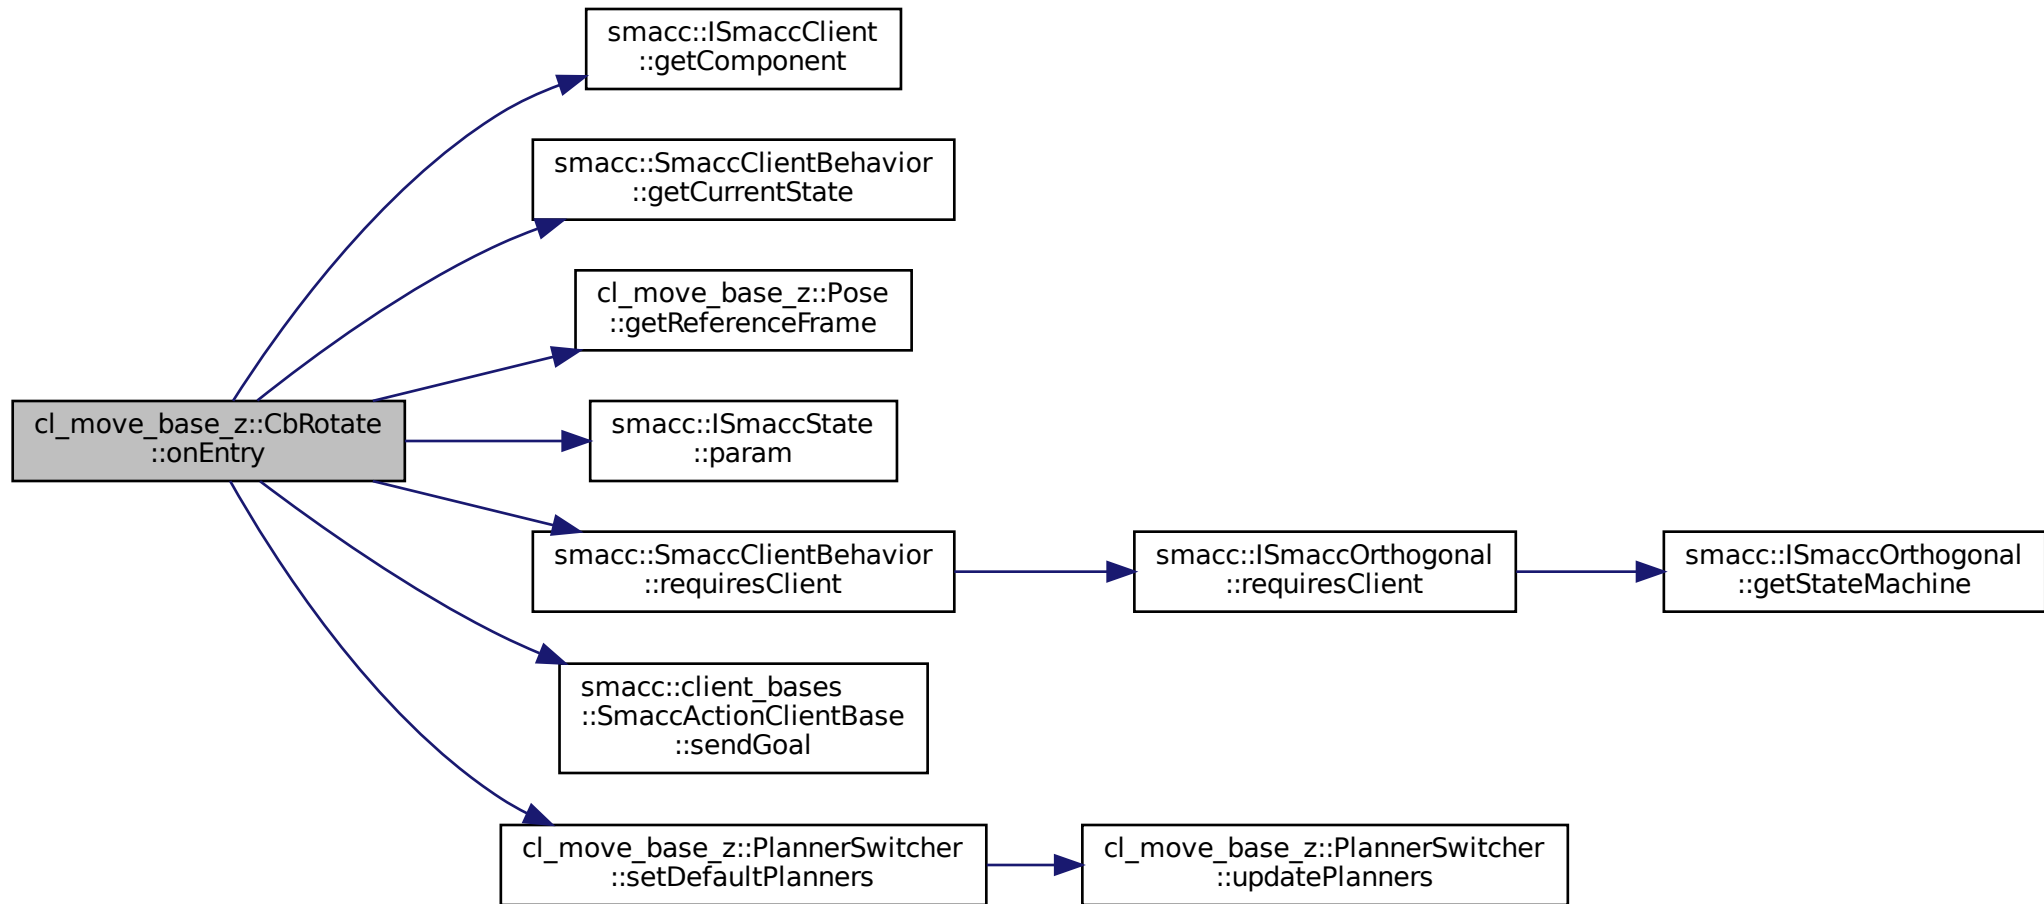 smacc::ISmaccClient
::getComponent
smacc::SmaccClientBehavior
::getCurrentState
cl_move_base_z::Pose
::getReferenceFrame
cl_move_base_z::CbRotate
::onEntry
smacc::ISmaccState
::param
smacc::SmaccClientBehavior
::requiresClient
smacc::ISmaccOrthogonal
::requiresClient
smacc::ISmaccOrthogonal
::getStateMachine
smacc::client_bases
::SmaccActionClientBase
::sendGoal
cl_move_base_z::PlannerSwitcher
::setDefaultPlanners
cl_move_base_z::PlannerSwitcher
::updatePlanners